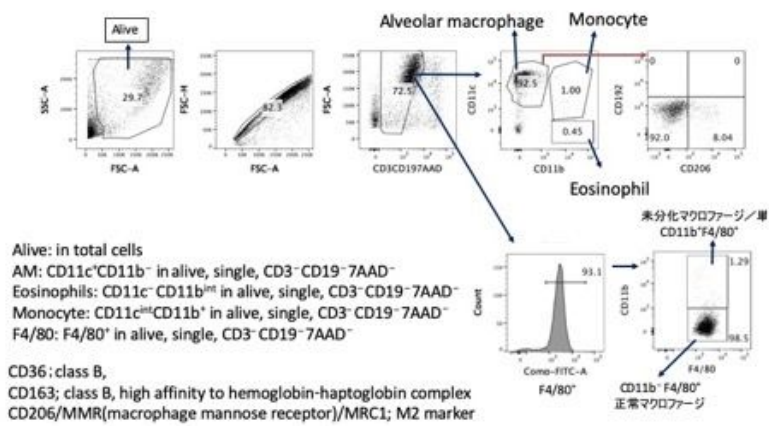 Alveolar macrophage
Monocyte
Alive
29.7
SSC-A
FSC-A
82.3
FSC-H
FSC-A
72.5
FSC-A
CD3CD197AAD
92.5
1.00
0.45
CD11c
CD11b
Eosinophil
0
0
92.0
8.04
CD192
CD206
Alive: in total cells
AM: CD11c⁺CD11b⁻ in alive, single, CD3⁻CD19⁻7AAD⁻
Eosinophils: CD11c⁻ CD11bⁱⁿᵗ in alive, single, CD3⁻CD19⁻7AAD⁻
Monocyte: CD11cⁱⁿᵗCD11b⁺ in alive, single, CD3⁻CD19⁻7AAD⁻
F4/80: F4/80⁺ in alive, single, CD3⁻CD19⁻7AAD⁻
CD36 : class B,
CD163; class B, high affinity to hemoglobin-haptoglobin complex
CD206/MMR(macrophage mannose receptor)/MRC1; M2 marker
93.1
Count
Comp-FITC-A
F4/80⁺
未分化マクロファージ/単
CD11b⁺F4/80⁺
1.29
98.5
CD11b
F4/80
CD11b⁻ F4/80⁺
正常マクロファージ